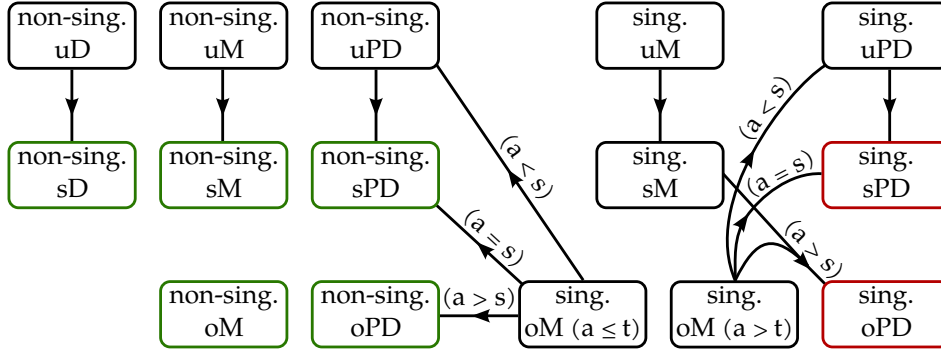 non-sing.
uD
non-sing.
uM
non-sing.
uPD
sing.
uM
sing.
uPD
non-sing.
sD
non-sing.
sM
non-sing.
sPD
(a < s)
sing.
sM
(a < s)
(a = s)
sing.
sPD
(a = s)
(a > s)
non-sing.
oM
non-sing.
oPD
(a > s)
sing.
oM (a ≤ t)
sing.
oM (a > t)
sing.
oPD